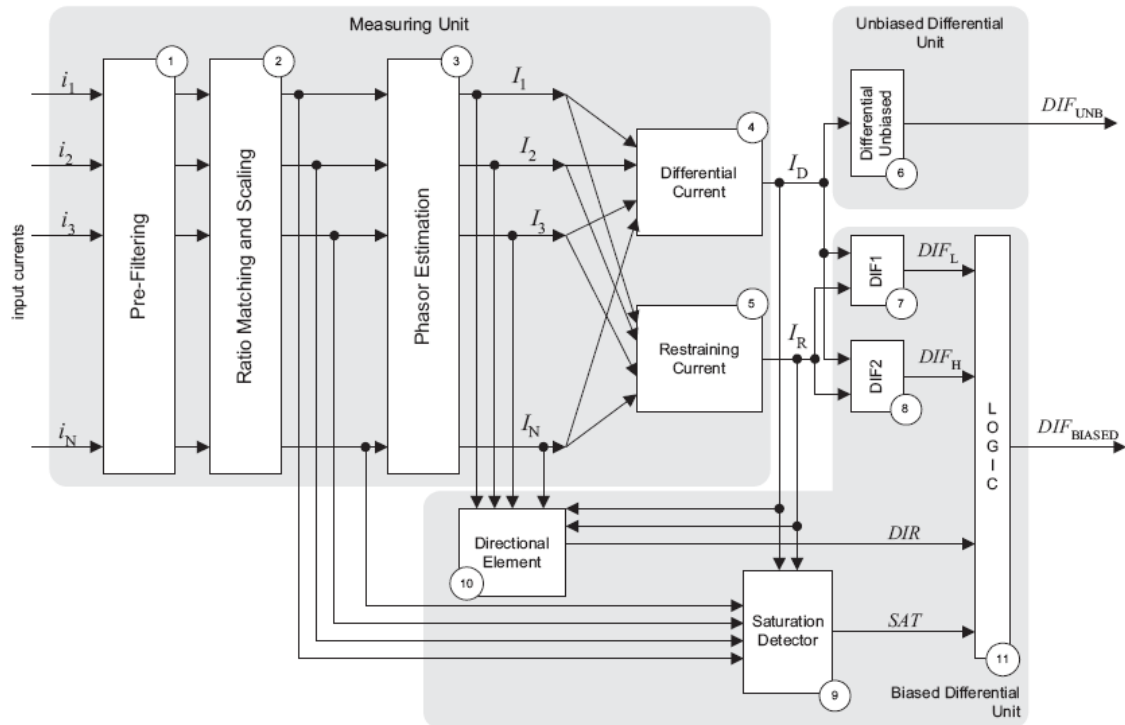 Measuring Unit
Unbiased Differential
Unit
1
2
3
i1
i2
i3
iN
input currents
Pre-Filtering
Ratio Matching and Scaling
Phasor Estimation
I1
I2
I3
IN
4
Differential
Current
5
Restraining
Current
ID
IR
Differential
Unbiased
6
DIFUNB
DIF1
7
DIFL
DIF2
8
DIFH
LOGIC
DIFBIASED
Directional
Element
10
DIR
Saturation
Detector
9
SAT
11
Biased Differential
Unit